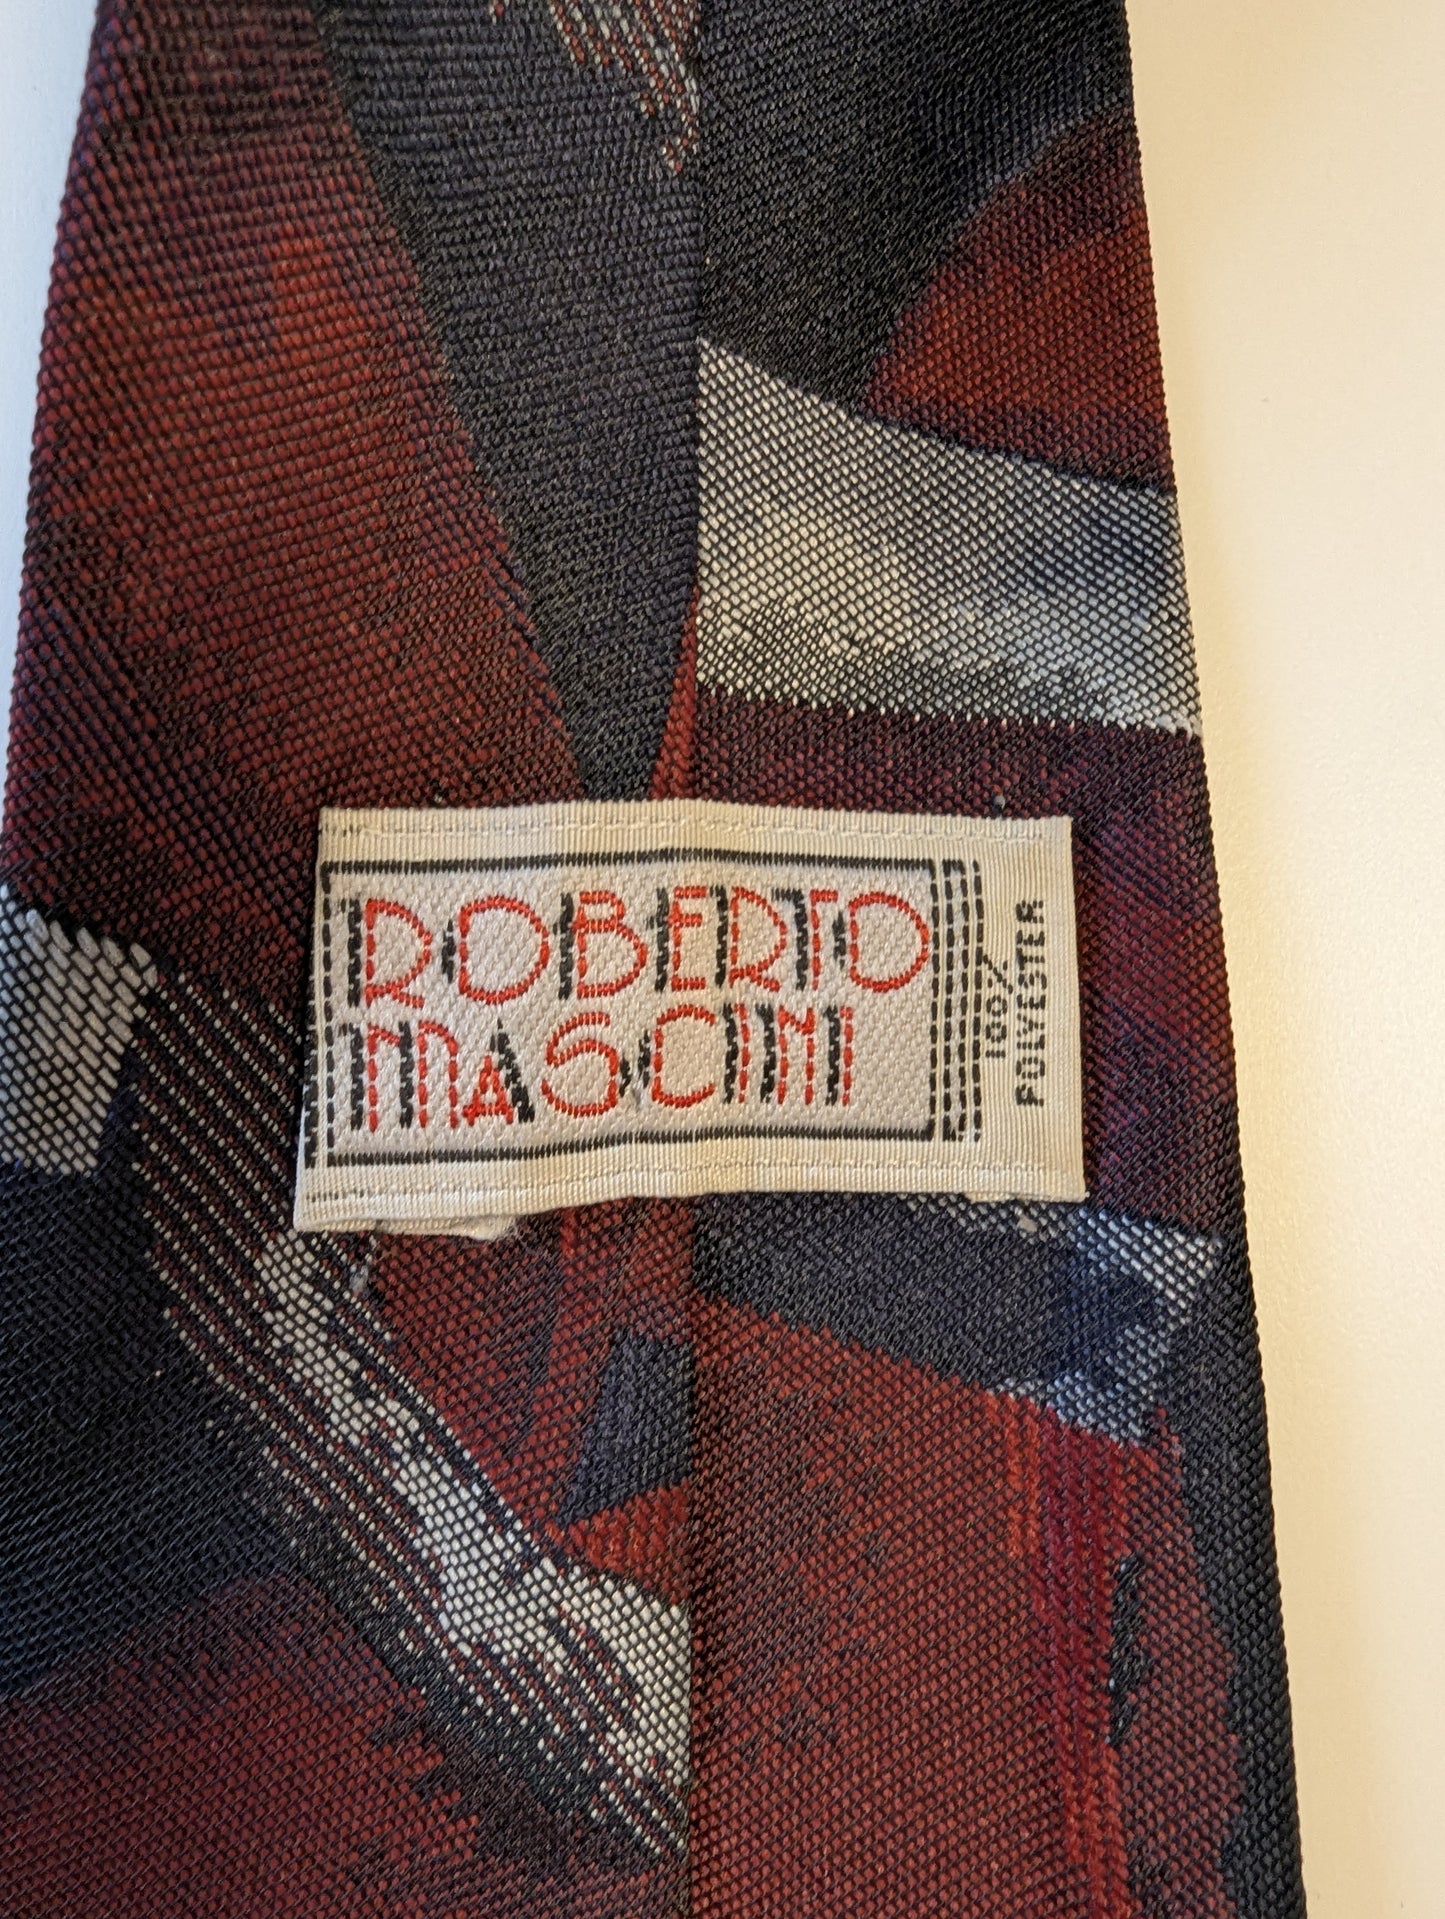 ROBERTO
MASCINI
100%
POLYESTER